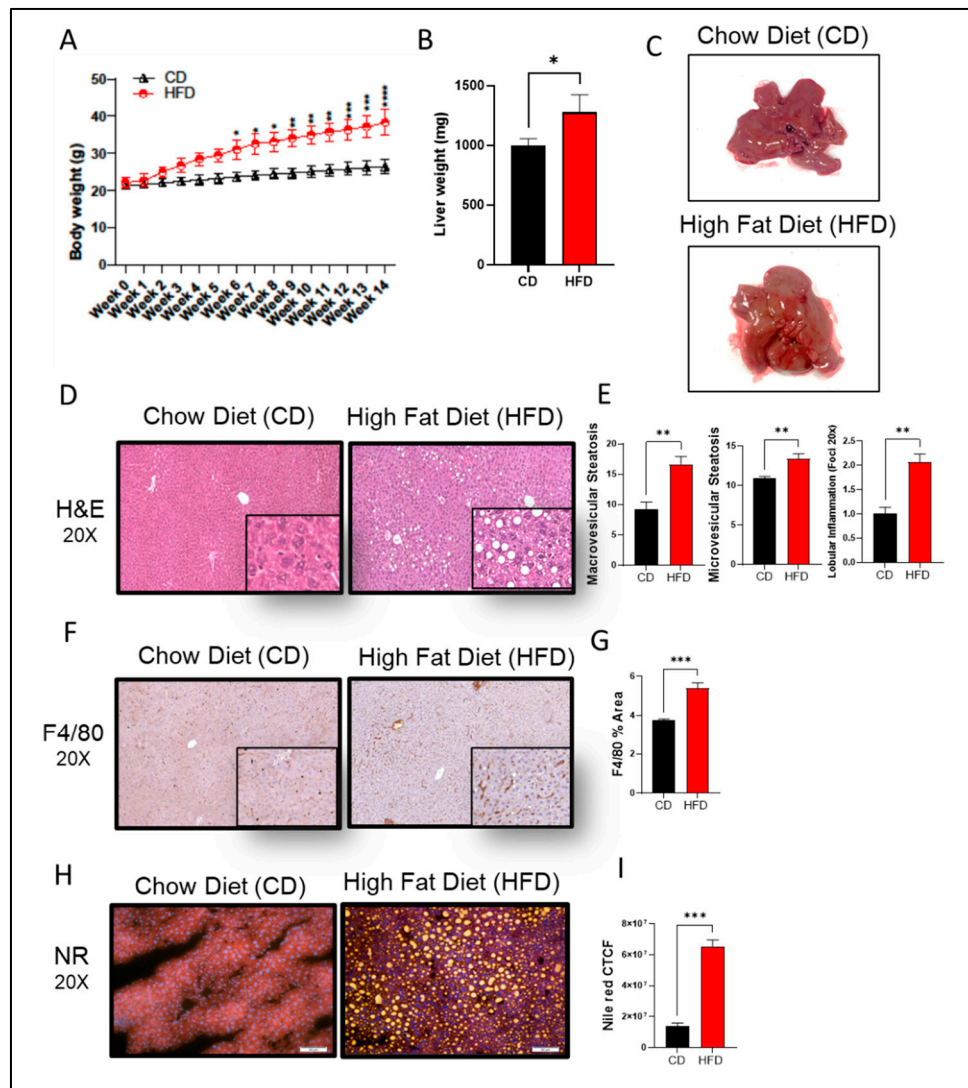 A
50
40
30
20
10
0
Body weight (g)
CD
HFD
*
*
*
**
**
**
***
***
****
Week 0
Week 1
Week 2
Week 3
Week 4
Week 5
Week 6
Week 7
Week 8
Week 9
Week 10
Week 11
Week 12
Week 13
Week 14
B
*
1500
1000
500
0
Liver weight (mg)
CD
HFD
C
Chow Diet (CD)
High Fat Diet (HFD)
D
Chow Diet (CD)
High Fat Diet (HFD)
H&E
20X
E
**
20
15
10
5
0
Macrovesicular Steatosis
CD
HFD
**
15
10
5
0
Microvesicular Steatosis
CD
HFD
**
2.5
2.0
1.5
1.0
0.5
0.0
Lobular Inflammation (Foci 20x)
CD
HFD
F
Chow Diet (CD)
High Fat Diet (HFD)
F4/80
20X
G
***
6
4
2
0
F4/80 % Area
CD
HFD
H
Chow Diet (CD)
High Fat Diet (HFD)
NR
20X
I
***
8×10⁷
6×10⁷
4×10⁷
2×10⁷
0
Nile red CTCF
CD
HFD